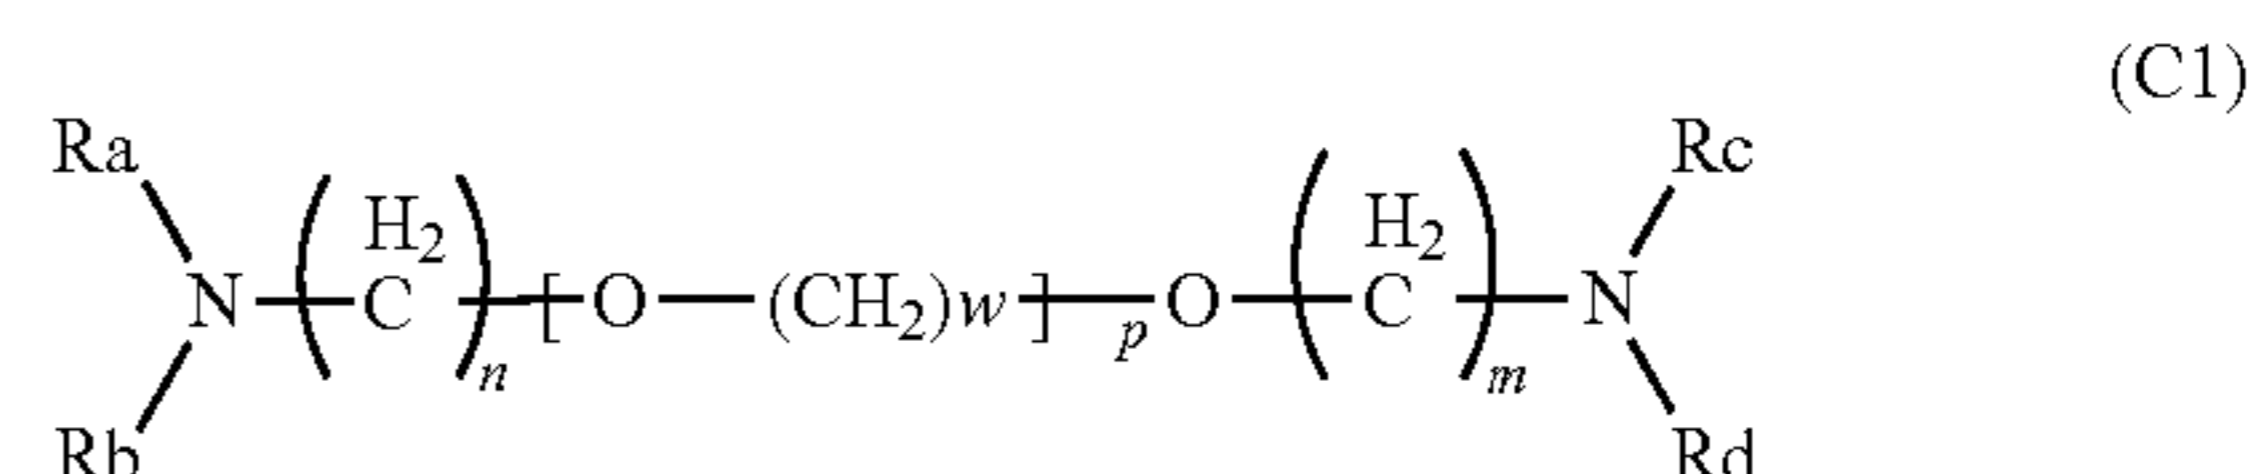 (C1)
Ra Rc
H2 H2
N C [ O (CH2)w ]p O C N
n m
Rb Rd